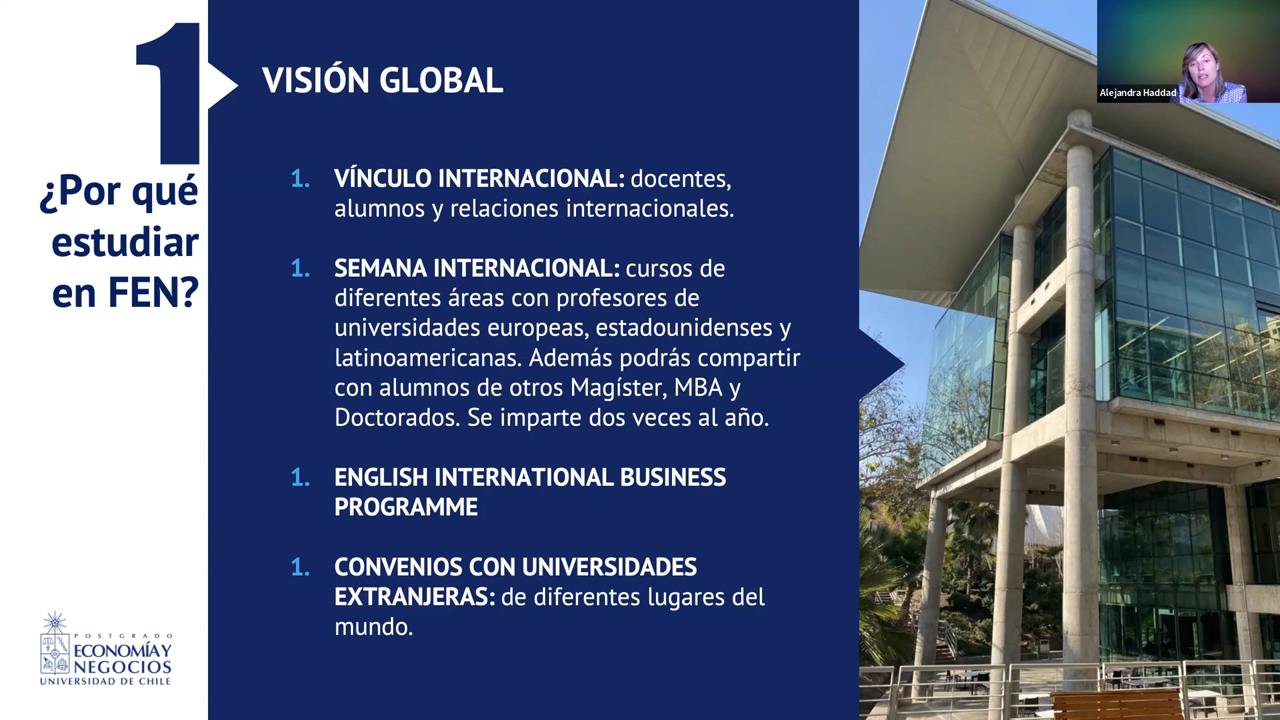 1
¿Por qué
estudiar
en FEN?
VISIÓN GLOBAL
1. VÍNCULO INTERNACIONAL: docentes,
alumnos y relaciones internacionales.
1. SEMANA INTERNACIONAL: cursos de
diferentes áreas con profesores de
universidades europeas, estadounidenses y
latinoamericanas. Además podrás compartir
con alumnos de otros Magíster, MBA y
Doctorados. Se imparte dos veces al año.
1. ENGLISH INTERNATIONAL BUSINESS
PROGRAMME
1. CONVENIOS CON UNIVERSIDADES
EXTRANJERAS: de diferentes lugares del
mundo.
POSTGRADO
ECONOMÍA Y
NEGOCIOS
UNIVERSIDAD DE CHILE
Alejandra Haddad